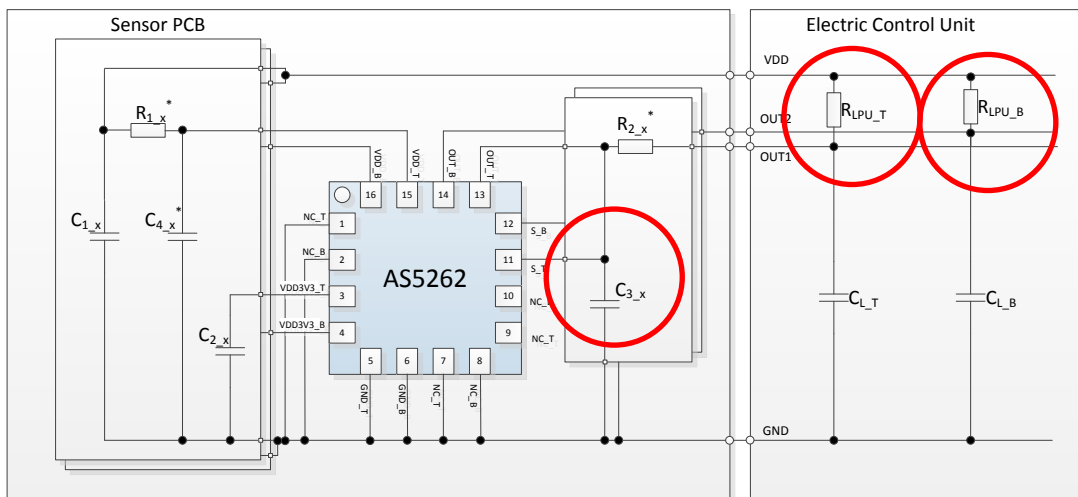 Sensor PCB
Electric Control Unit
VDD
R1_x*
R2_x*
RLPU_T
RLPU_B
OUT2
OUT1
VDD_B
VDD_T
OUT_B
OUT_T
16
15
14
13
C1_x
C4_x*
NC_T
1
12
S_B
NC_B
2
AS5262
11
S_T
VDD3V3_T
3
10
C3_x
CL_T
CL_B
C2_x
VDD3V3_B
4
9
NC_T
5
6
7
8
GND_T
GND_B
NC_T
NC_B
GND